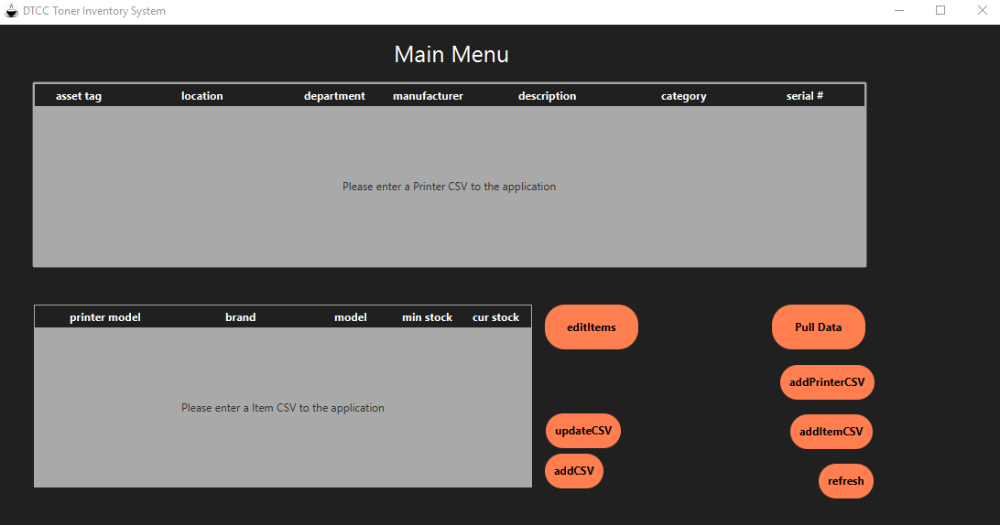 DTCC Toner Inventory System
Main Menu
asset tag location department manufacturer description category serial #
Please enter a Printer CSV to the application
printer model brand model min stock cur stock
Please enter a Item CSV to the application
editItems
Pull Data
addPrinterCSV
updateCSV
addItemCSV
addCSV
refresh